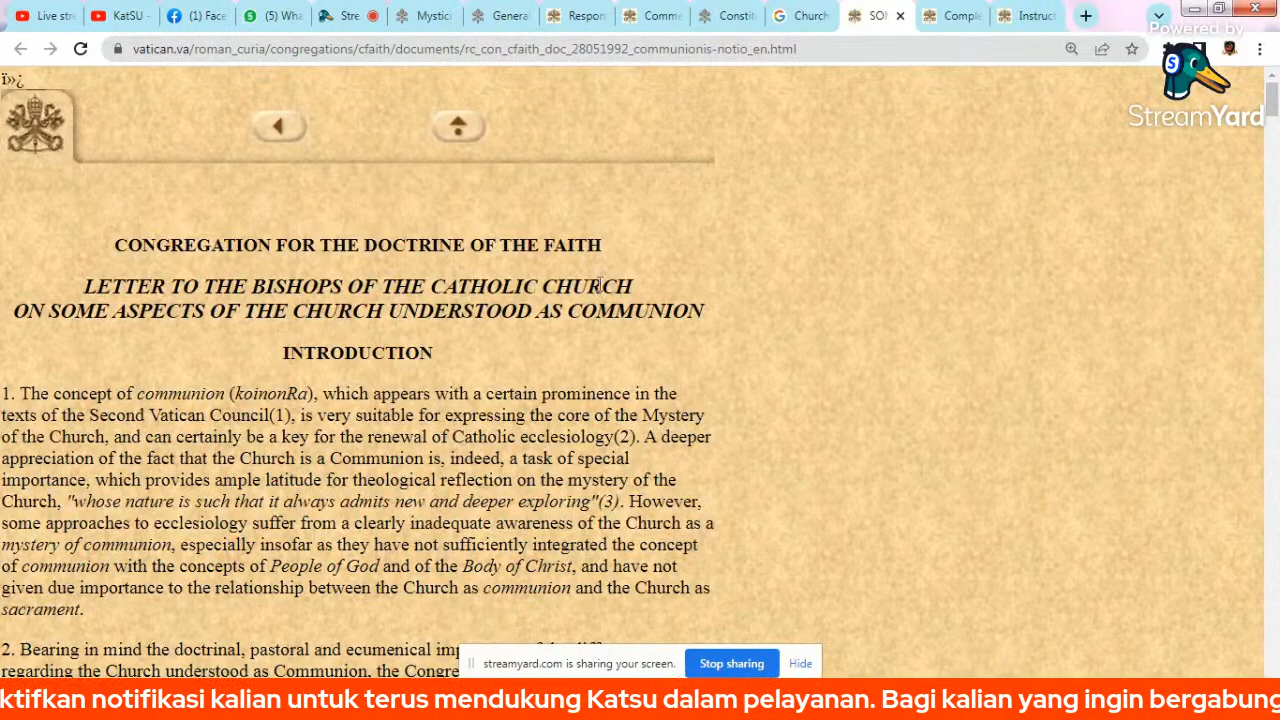 Live stre
KatSU -
(1) Face
(5) Wha
Stre
Mystici
Genera
Respon
Comme
Constit
Church
SO
Comple
Instruct
vatican.va/roman_curia/congregations/cfaith/documents/rc_con_cfaith_doc_28051992_communionis-notio_en.html
Powered by
StreamYard
ï»¿
CONGREGATION FOR THE DOCTRINE OF THE FAITH
LETTER TO THE BISHOPS OF THE CATHOLIC CHURCH
ON SOME ASPECTS OF THE CHURCH UNDERSTOOD AS COMMUNION
INTRODUCTION
1. The concept of communion (koinonRa), which appears with a certain prominence in the
texts of the Second Vatican Council(1), is very suitable for expressing the core of the Mystery
of the Church, and can certainly be a key for the renewal of Catholic ecclesiology(2). A deeper
appreciation of the fact that the Church is a Communion is, indeed, a task of special
importance, which provides ample latitude for theological reflection on the mystery of the
Church, "whose nature is such that it always admits new and deeper exploring"(3). However,
some approaches to ecclesiology suffer from a clearly inadequate awareness of the Church as a
mystery of communion, especially insofar as they have not sufficiently integrated the concept
of communion with the concepts of People of God and of the Body of Christ, and have not
given due importance to the relationship between the Church as communion and the Church as
sacrament.
2. Bearing in mind the doctrinal, pastoral and ecumenical imp
regarding the Church understood as Communion, the Congre
streamyard.com is sharing your screen.
Stop sharing
Hide
ktifkan notifikasi kalian untuk terus mendukung Katsu dalam pelayanan. Bagi kalian yang ingin bergabung